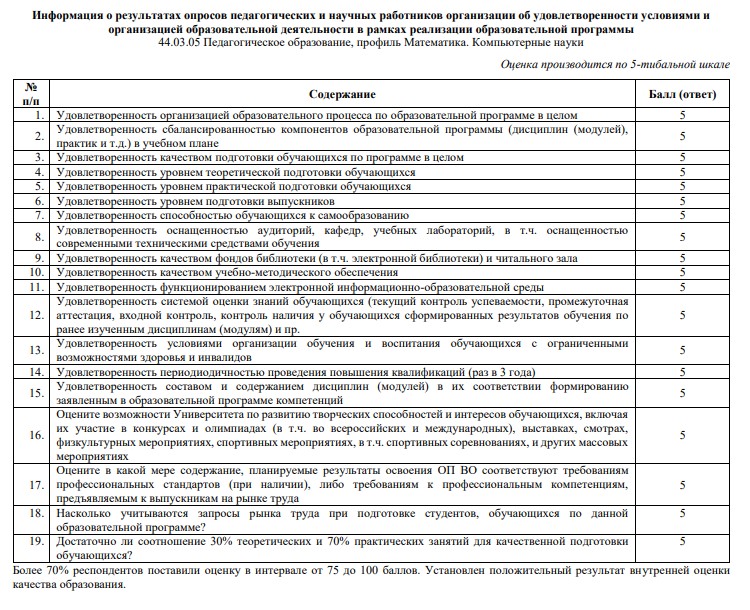 Информация о результатах опросов педагогических и научных работников организации об удовлетворенности условиями и
организацией образовательной деятельности в рамках реализации образовательной программы
44.03.05 Педагогическое образование, профиль Математика. Компьютерные науки
Оценка производится по 5-тибальной шкале
№
п/п
Содержание
Балл (ответ)
1. Удовлетворенность организацией образовательного процесса по образовательной программе в целом 5
2. Удовлетворенность сбалансированностью компонентов образовательной программы (дисциплин (модулей),
практик и т.д.) в учебном плане 5
3. Удовлетворенность качеством подготовки обучающихся по программе в целом 5
4. Удовлетворенность уровнем теоретической подготовки обучающихся 5
5. Удовлетворенность уровнем практической подготовки обучающихся 5
6. Удовлетворенность уровнем подготовки выпускников 5
7. Удовлетворенность способностью обучающихся к самообразованию 5
8. Удовлетворенность оснащенностью аудиторий, кафедр, учебных лабораторий, в т.ч. оснащенностью
современными техническими средствами обучения 5
9. Удовлетворенность качеством фондов библиотеки (в т.ч. электронной библиотеки) и читального зала 5
10. Удовлетворенность качеством учебно-методического обеспечения 5
11. Удовлетворенность функционированием электронной информационно-образовательной среды 5
12. Удовлетворенность системой оценки знаний обучающихся (текущий контроль успеваемости, промежуточная
аттестация, входной контроль, контроль наличия у обучающихся сформированных результатов обучения по
ранее изученным дисциплинам (модулям) и пр. 5
13. Удовлетворенность условиями организации обучения и воспитания обучающихся с ограниченными
возможностями здоровья и инвалидов 5
14. Удовлетворенность периодиодичностью проведения повышения квалификаций (раз в 3 года) 5
15. Удовлетворенность составом и содержанием дисциплин (модулей) в их соответствии формированию
заявленным в образовательной программе компетенций 5
16. Оцените возможности Университета по развитию творческих способностей и интересов обучающихся, включая
их участие в конкурсах и олимпиадах (в т.ч. во всероссийских и международных), выставках, смотрах,
физкультурных мероприятиях, спортивных мероприятиях, в т.ч. спортивных соревнованиях, и других массовых
мероприятиях 5
17. Оцените в какой мере содержание, планируемые результаты освоения ОП ВО соответствуют требованиям
профессиональных стандартов (при наличии), либо требованиям к профессиональным компетенциям,
предъявляемым к выпускникам на рынке труда 5
18. Насколько учитываются запросы рынка труда при подготовке студентов, обучающихся по данной
образовательной программе? 5
19. Достаточно ли соотношение 30% теоретических и 70% практических занятий для качественной подготовки
обучающихся? 5
Более 70% респондентов поставили оценку в интервале от 75 до 100 баллов. Установлен положительный результат внутренней оценки
качества образования.